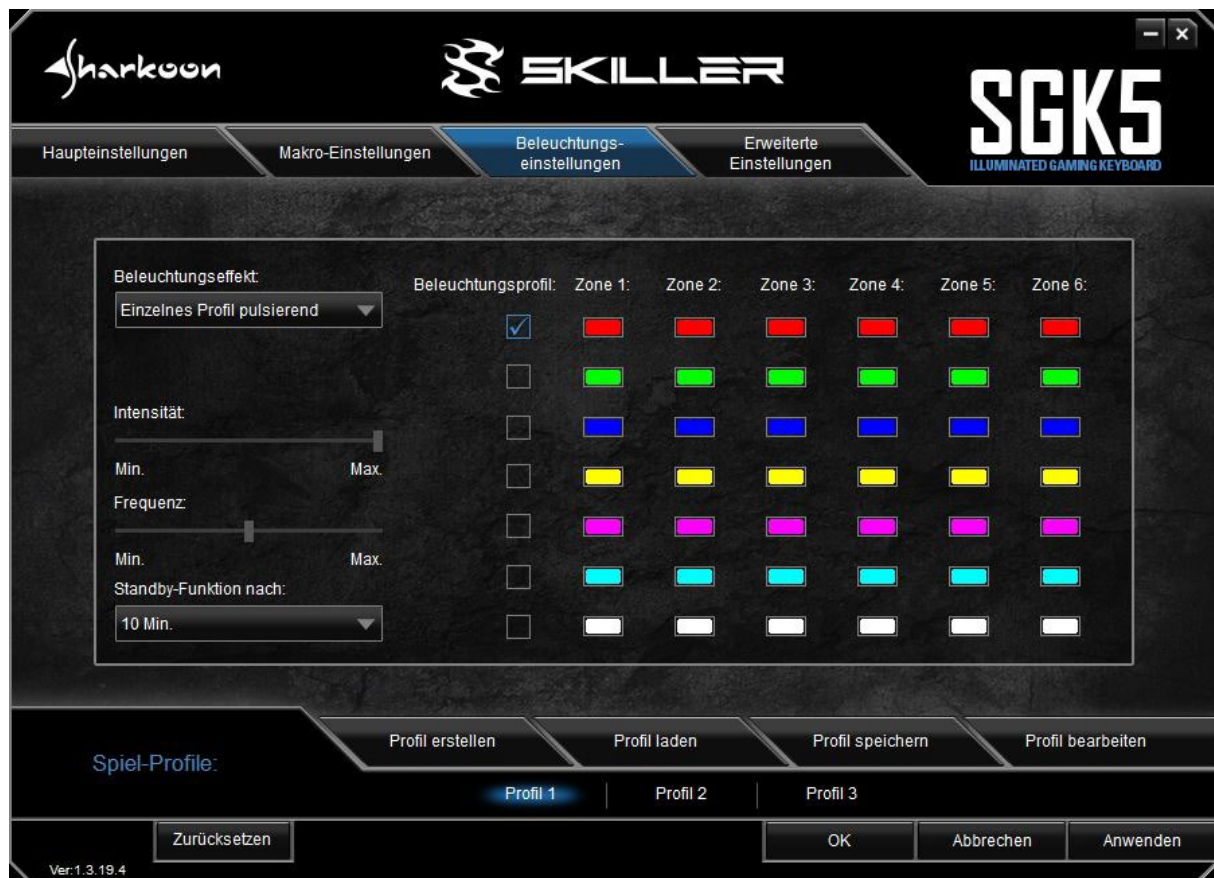 Sharkoon
SKILLER
SGK5
ILLUMINATED GAMING KEYBOARD
Haupteinstellungen
Makro-Einstellungen
Beleuchtungs-
einstellungen
Erweiterte
Einstellungen
Beleuchtungseffekt:
Einzelnes Profil pulsierend
Beleuchtungsprofil: Zone 1: Zone 2: Zone 3: Zone 4: Zone 5: Zone 6:
Intensität:
Min. Max.
Frequenz:
Min. Max.
Standby-Funktion nach:
10 Min.
Spiel-Profile:
Profil erstellen
Profil laden
Profil speichern
Profil bearbeiten
Profil 1
Profil 2
Profil 3
Zurücksetzen
OK
Abbrechen
Anwenden
Ver:1.3.19.4